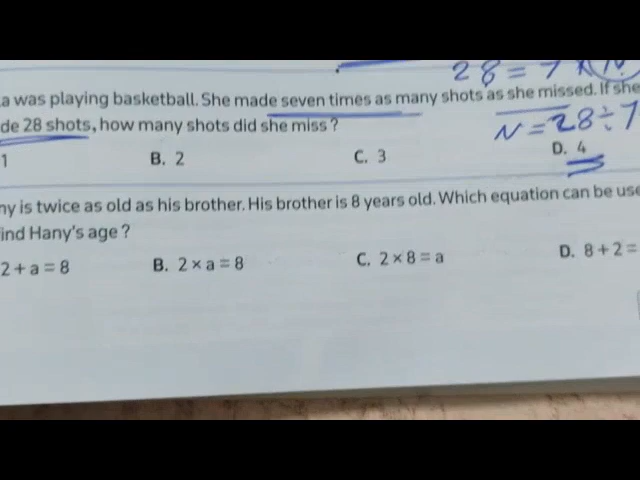 28 = 7
a was playing basketball. She made seven times as many shots as she missed. If she
de 28 shots, how many shots did she miss ?
N = 28 ÷ 7
1 B. 2 C. 3 D. 4
ny is twice as old as his brother. His brother is 8 years old. Which equation can be use
ind Hany's age ?
2 + a = 8 B. 2 × a = 8 C. 2 × 8 = a D. 8 + 2 =